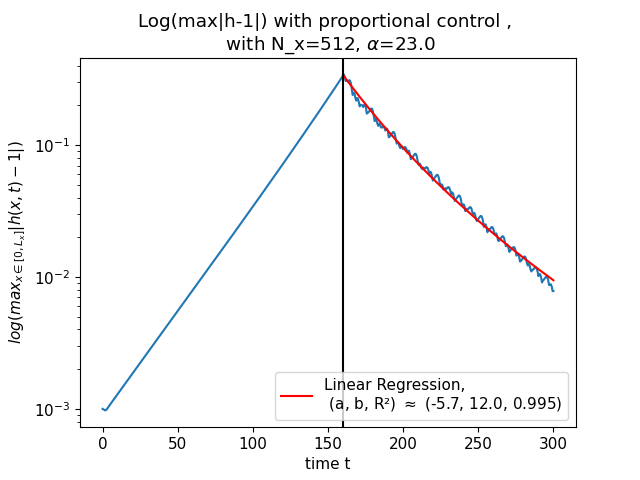 Log(max|h-1|) with proportional control ,
with N_x=512, α=23.0
log(max_{x∈[0,L_x]}|h(x, t) − 1|)
10⁻¹
10⁻²
10⁻³
0 50 100 150 200 250 300
time t
Linear Regression,
(a, b, R²) ≈ (-5.7, 12.0, 0.995)